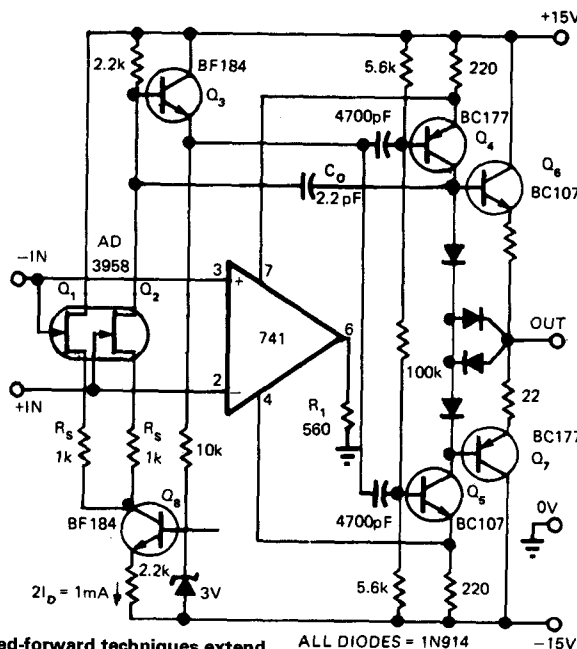 +15V
2.2k
BF184
Q3
5.6k
220
4700pF
BC177
Q4
Q6
BC107
Co
2.2pF
-IN
AD
3958
Q1
Q2
3
+
7
741
6
2
-
4
OUT
+IN
100k
R1
560
22
RS
1k
RS
1k
10k
BC177
Q7
Q5
BF184
Q8
4700pF
BC107
0V
2.2k
2ID = 1mA
3V
5.6k
220
-15V
ad-forward techniques extend
ALL DIODES = 1N914